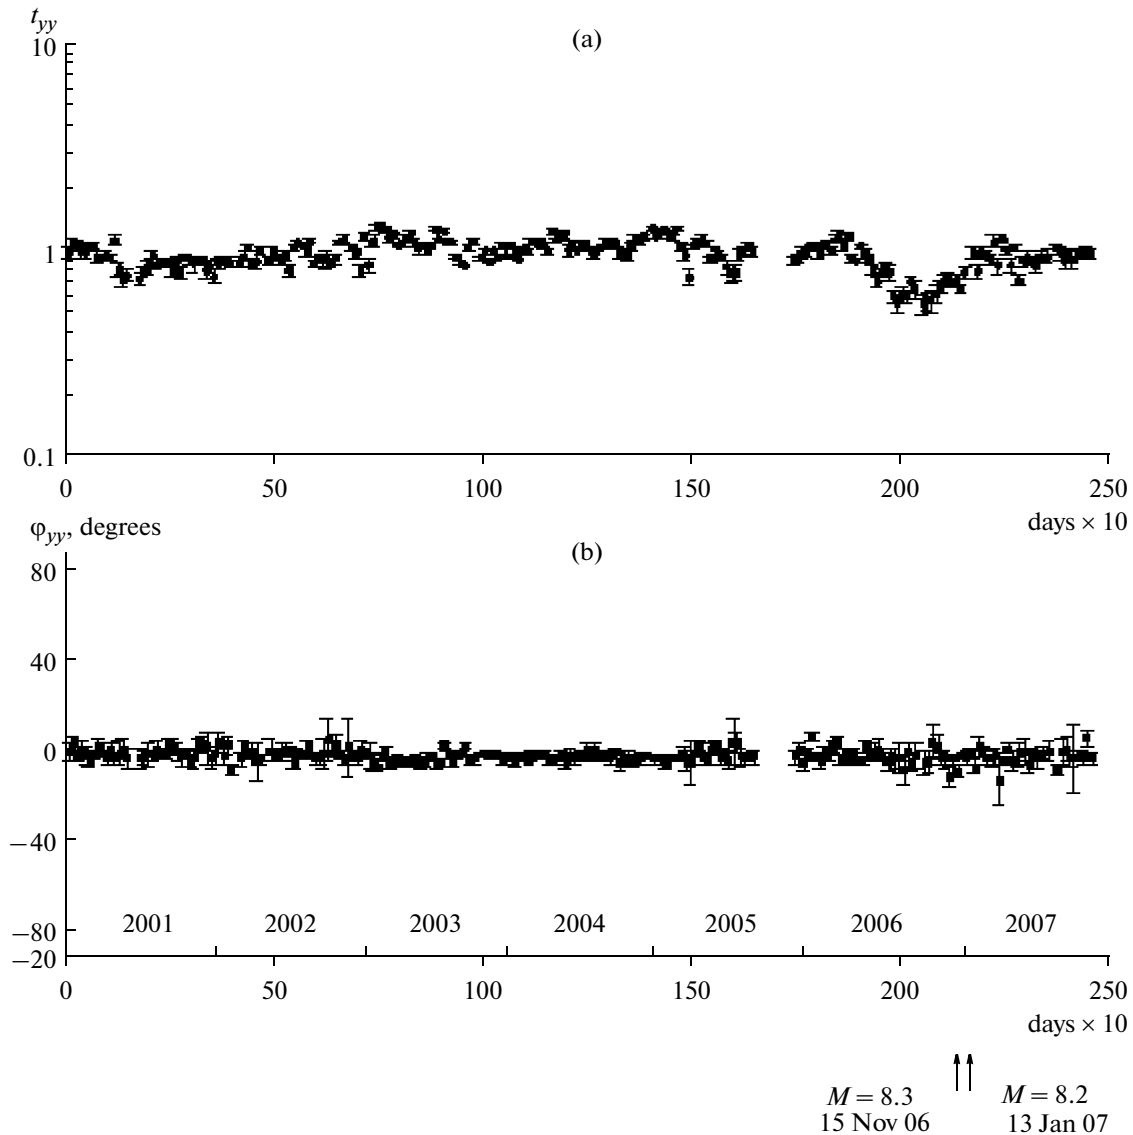 t_yy
(a)
10
1
0.1
0 50 100 150 200 250
days × 10
φ_yy, degrees
(b)
80
40
0
−40
−80
−20
2001 2002 2003 2004 2005 2006 2007
0 50 100 150 200 250
days × 10
M = 8.3 M = 8.2
15 Nov 06 13 Jan 07